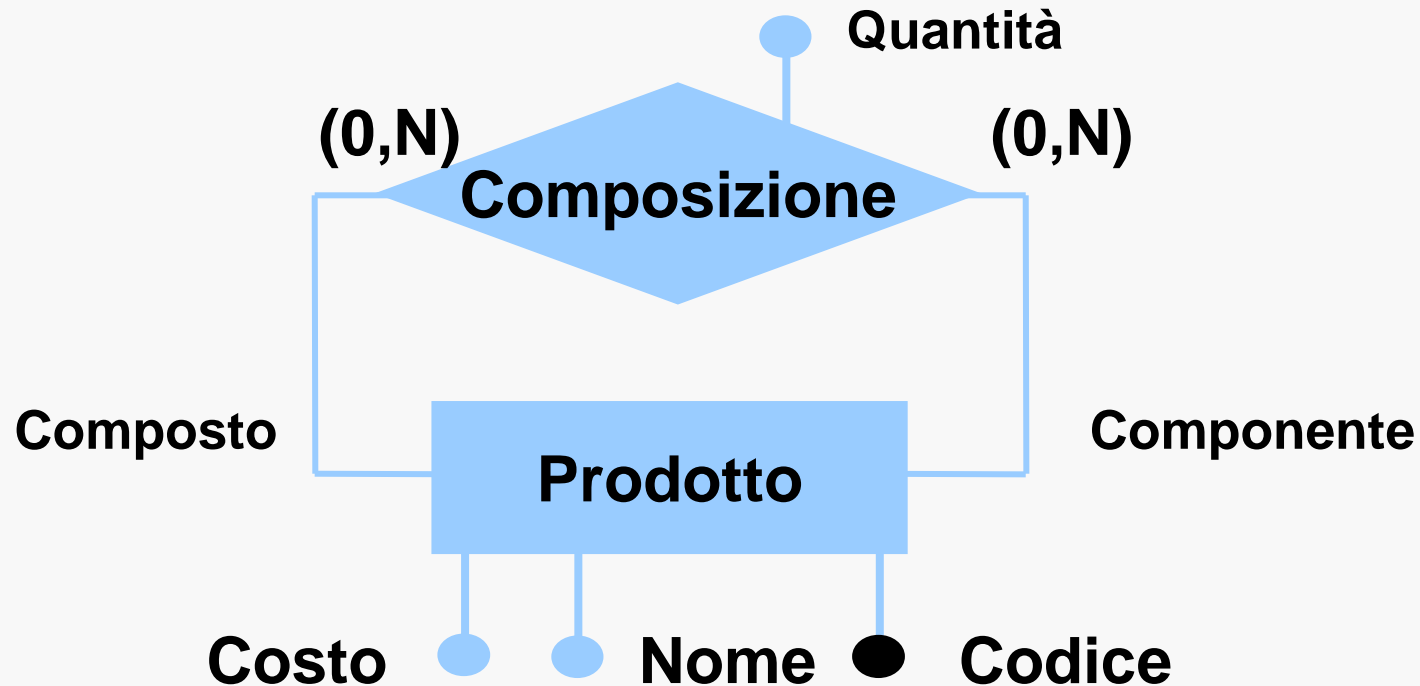 Quantità
(0,N)
(0,N)
Composizione
Composto
Componente
Prodotto
Costo
Nome
Codice